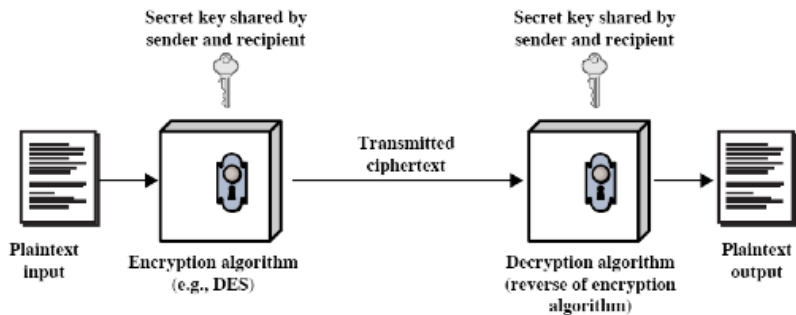 Secret key shared by
sender and recipient
Secret key shared by
sender and recipient
Transmitted
ciphertext
Plaintext
input
Encryption algorithm
(e.g., DES)
Decryption algorithm
(reverse of encryption
algorithm)
Plaintext
output